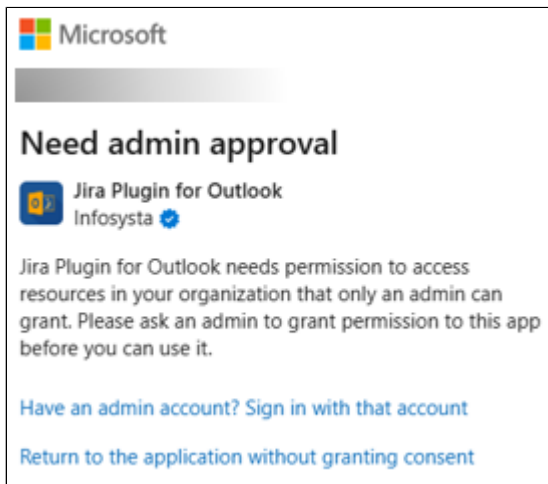 Microsoft
Need admin approval
Jira Plugin for Outlook
Infosysta
Jira Plugin for Outlook needs permission to access
resources in your organization that only an admin can
grant. Please ask an admin to grant permission to this app
before you can use it.
Have an admin account? Sign in with that account
Return to the application without granting consent